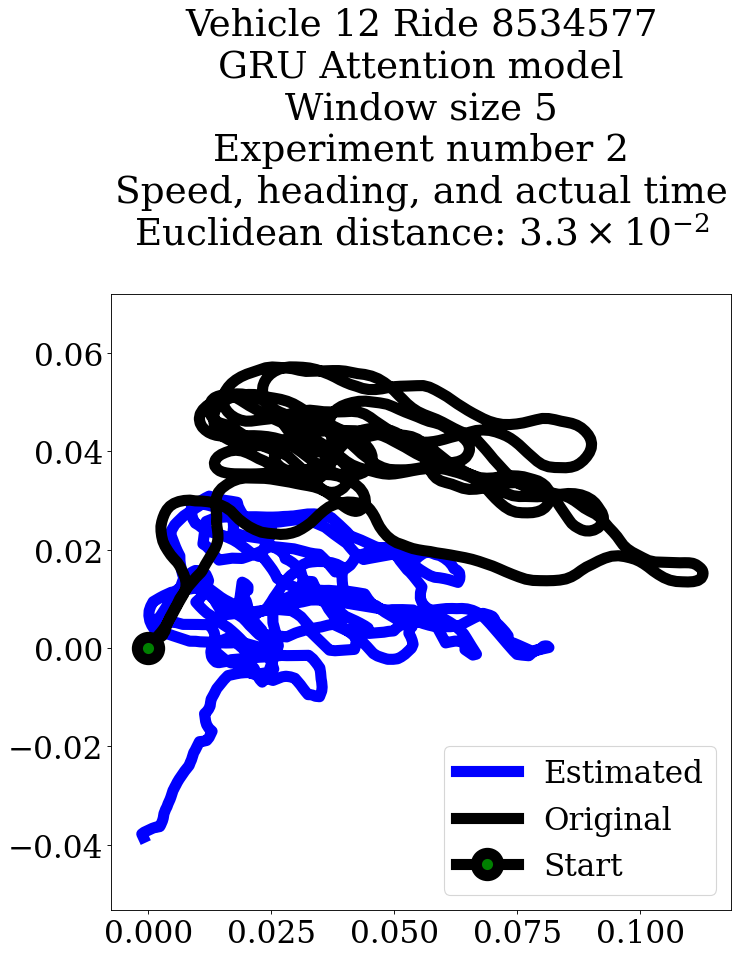 Vehicle 12 Ride 8534577
GRU Attention model
Window size 5
Experiment number 2
Speed, heading, and actual time
Euclidean distance: 3.3 × 10⁻²
0.06
0.04
0.02
0.00
−0.02
−0.04
Estimated
Original
Start
0.000 0.025 0.050 0.075 0.100